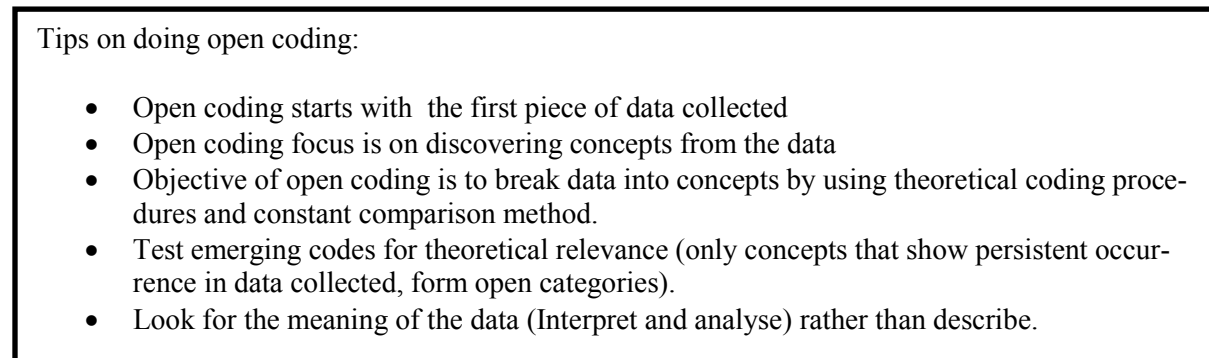 Tips on doing open coding:
• Open coding starts with the first piece of data collected
• Open coding focus is on discovering concepts from the data
• Objective of open coding is to break data into concepts by using theoretical coding proce-
dures and constant comparison method.
• Test emerging codes for theoretical relevance (only concepts that show persistent occur-
rence in data collected, form open categories).
• Look for the meaning of the data (Interpret and analyse) rather than describe.